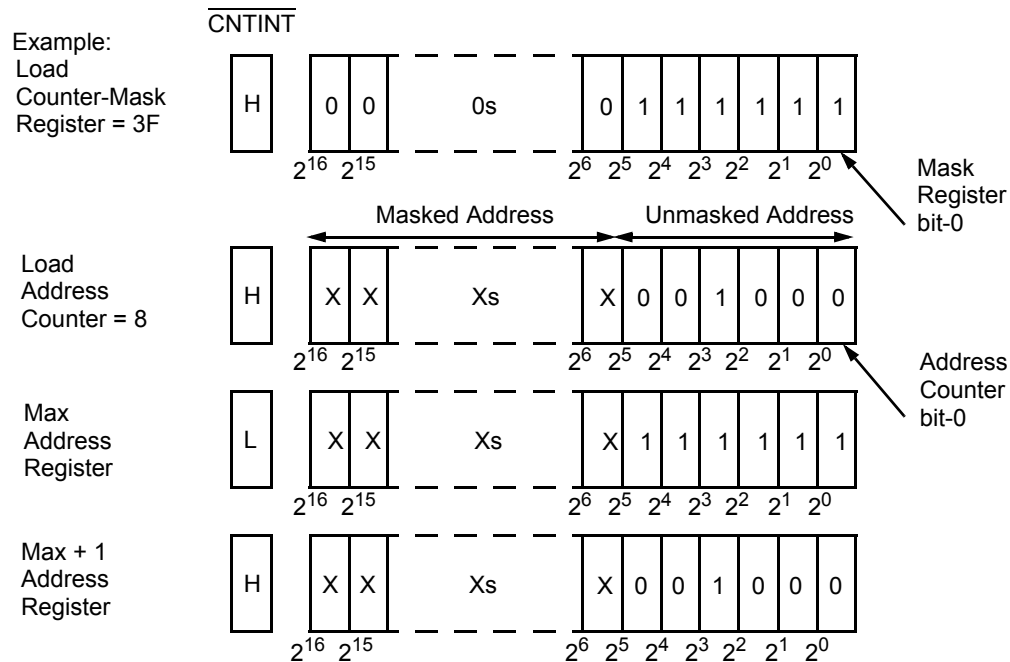 CNTINT
Example:
Load
Counter-Mask
Register = 3F
H 0 0 0s 0 1 1 1 1 1 1
2^16 2^15 2^6 2^5 2^4 2^3 2^2 2^1 2^0
Mask
Register
bit-0
Masked Address Unmasked Address
Load
Address
Counter = 8
H X X Xs X 0 0 1 0 0 0
2^16 2^15 2^6 2^5 2^4 2^3 2^2 2^1 2^0
Address
Counter
bit-0
Max
Address
Register
L X X Xs X 1 1 1 1 1 1
2^16 2^15 2^6 2^5 2^4 2^3 2^2 2^1 2^0
Max + 1
Address
Register
H X X Xs X 0 0 1 0 0 0
2^16 2^15 2^6 2^5 2^4 2^3 2^2 2^1 2^0